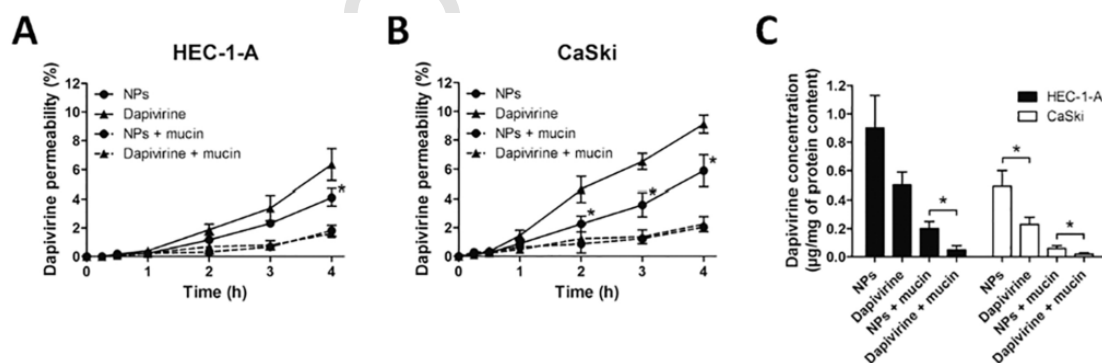 A
HEC-1-A
Dapivirine permeability (%)
12
10
8
6
4
2
0
NPs
Dapivirine
NPs + mucin
Dapivirine + mucin
*
0
1
2
3
4
Time (h)
B
CaSki
Dapivirine permeability (%)
12
10
8
6
4
2
0
NPs
Dapivirine
NPs + mucin
Dapivirine + mucin
*
*
*
0
1
2
3
4
Time (h)
C
Dapivirine concentration
(µg/mg of protein content)
1.2
1.0
0.8
0.6
0.4
0.2
0.0
HEC-1-A
CaSki
*
*
*
NPs
Dapivirine
NPs + mucin
Dapivirine + mucin
NPs
Dapivirine
NPs + mucin
Dapivirine + mucin